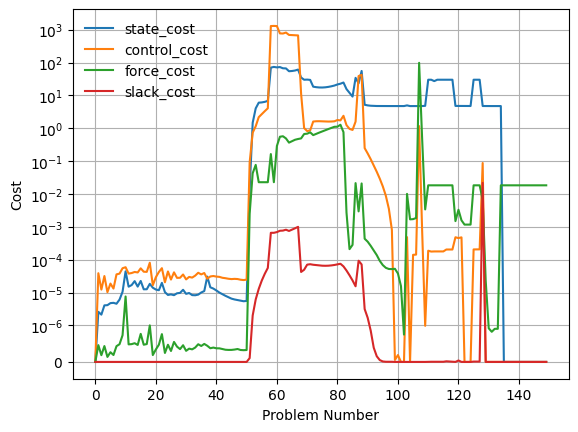 state_cost
control_cost
force_cost
slack_cost
Cost
10³
10²
10¹
10⁰
10⁻¹
10⁻²
10⁻³
10⁻⁴
10⁻⁵
10⁻⁶
0
0 20 40 60 80 100 120 140
Problem Number